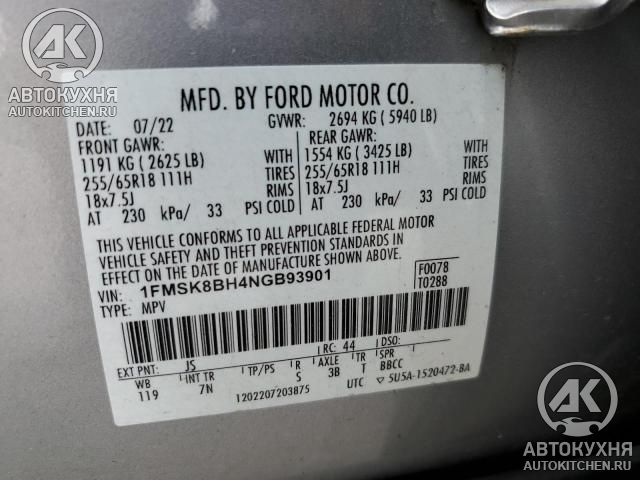 AK
АВТОКУХНЯ
AUTOKITCHEN.RU
MFD. BY FORD MOTOR CO.
DATE: 07/22 GVWR: 2694 KG ( 5940 LB)
FRONT GAWR: REAR GAWR:
1191 KG ( 2625 LB) WITH 1554 KG ( 3425 LB) WITH
255/65R18 111H TIRES 255/65R18 111H TIRES
18x7.5J RIMS 18x7.5J RIMS
AT 230 kPa/ 33 PSI COLD AT 230 kPa/ 33 PSI COLD
THIS VEHICLE CONFORMS TO ALL APPLICABLE FEDERAL MOTOR
VEHICLE SAFETY AND THEFT PREVENTION STANDARDS IN
EFFECT ON THE DATE OF MANUFACTURE SHOWN ABOVE.
VIN: 1FMSK8BH4NGB93901 F0078
TYPE: MPV T0288
EXT PNT: JS RC: 44 DSO:
WB INT TR TP/PS R AXLE TR SPR
119 7N S 3B T BBCC
1202207203875 UTC ▽ 5U5A-1520472-BA
AK
АВТОКУХНЯ
AUTOKITCHEN.RU